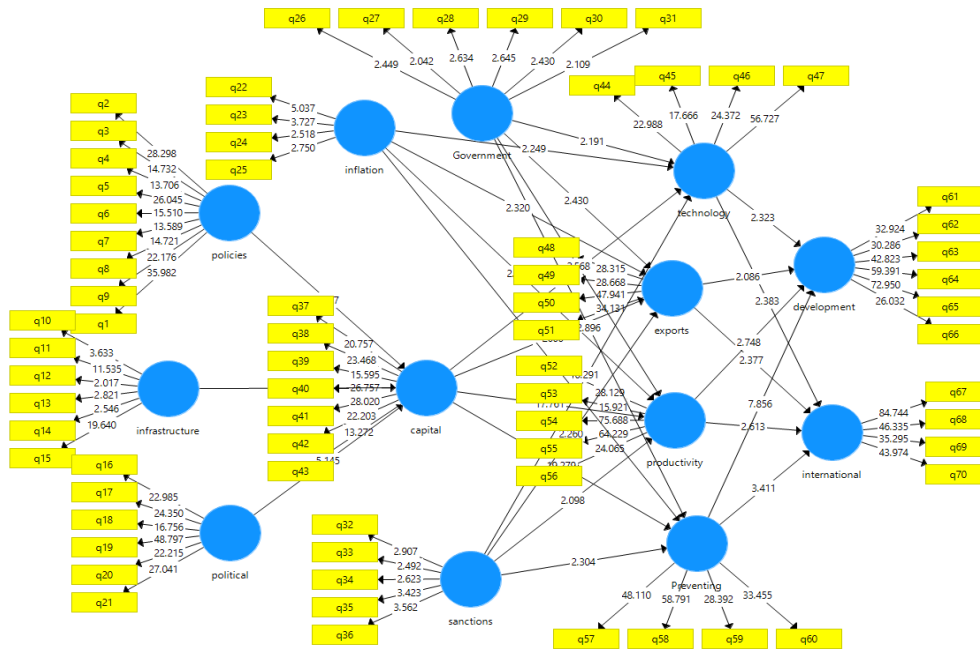 q26
q27
q28
q29
q30
q31
2.449
2.042
2.634
2.645
2.430
2.109
Government
q22
q23
q24
q25
5.037
3.727
2.518
2.750
inflation
q44
q45
q46
q47
22.988
17.666
24.372
56.727
technology
q2
q3
q4
q5
q6
q7
q8
q9
q1
28.298
14.732
13.706
26.045
15.510
13.589
14.721
22.176
35.982
policies
2.191
2.249
2.430
2.320
q10
q11
q12
q13
q14
q15
3.633
11.535
2.017
2.821
2.546
19.640
infrastructure
q37
q38
q39
q40
q41
q42
q43
20.757
23.468
15.595
26.757
28.020
22.203
13.272
capital
5.145
q48
q49
q50
q51
28.315
28.668
47.941
34.131
exports
q52
q53
q54
q55
q56
28.129
15.921
75.688
64.229
24.065
productivity
2.260
2.098
2.304
2.323
2.086
2.383
2.748
2.377
7.856
2.613
3.411
q61
q62
q63
q64
q65
q66
32.924
30.286
42.823
59.391
72.950
26.032
development
q67
q68
q69
q70
84.744
46.335
35.295
43.974
international
q16
q17
q18
q19
q20
q21
22.985
24.350
16.756
48.797
22.215
27.041
political
q32
q33
q34
q35
q36
2.907
2.492
2.623
3.423
3.562
sanctions
Preventing
48.110
58.791
28.392
33.455
q57
q58
q59
q60